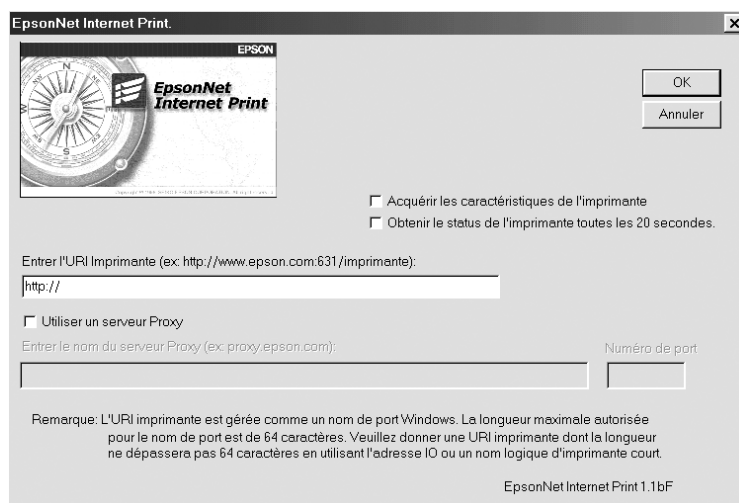 EpsonNet Internet Print.
EPSON
N
EpsonNet
Internet Print
W
S
OK
Annuler
Acquérir les caractéristiques de l'imprimante
Obtenir le status de l'imprimante toutes les 20 secondes.
Entrer l'URI Imprimante (ex: http://www.epson.com:631/imprimante):
http://
Utiliser un serveur Proxy
Entrer le nom du serveur Proxy (ex: proxy.epson.com):
Numéro de port
Remarque: L'URI imprimante est gérée comme un nom de port Windows. La longueur maximale autorisée
pour le nom de port est de 64 caractères. Veuillez donner une URI imprimante dont la longueur
ne dépassera pas 64 caractères en utilisant l'adresse IO ou un nom logique d'imprimante court.
EpsonNet Internet Print 1.1bF